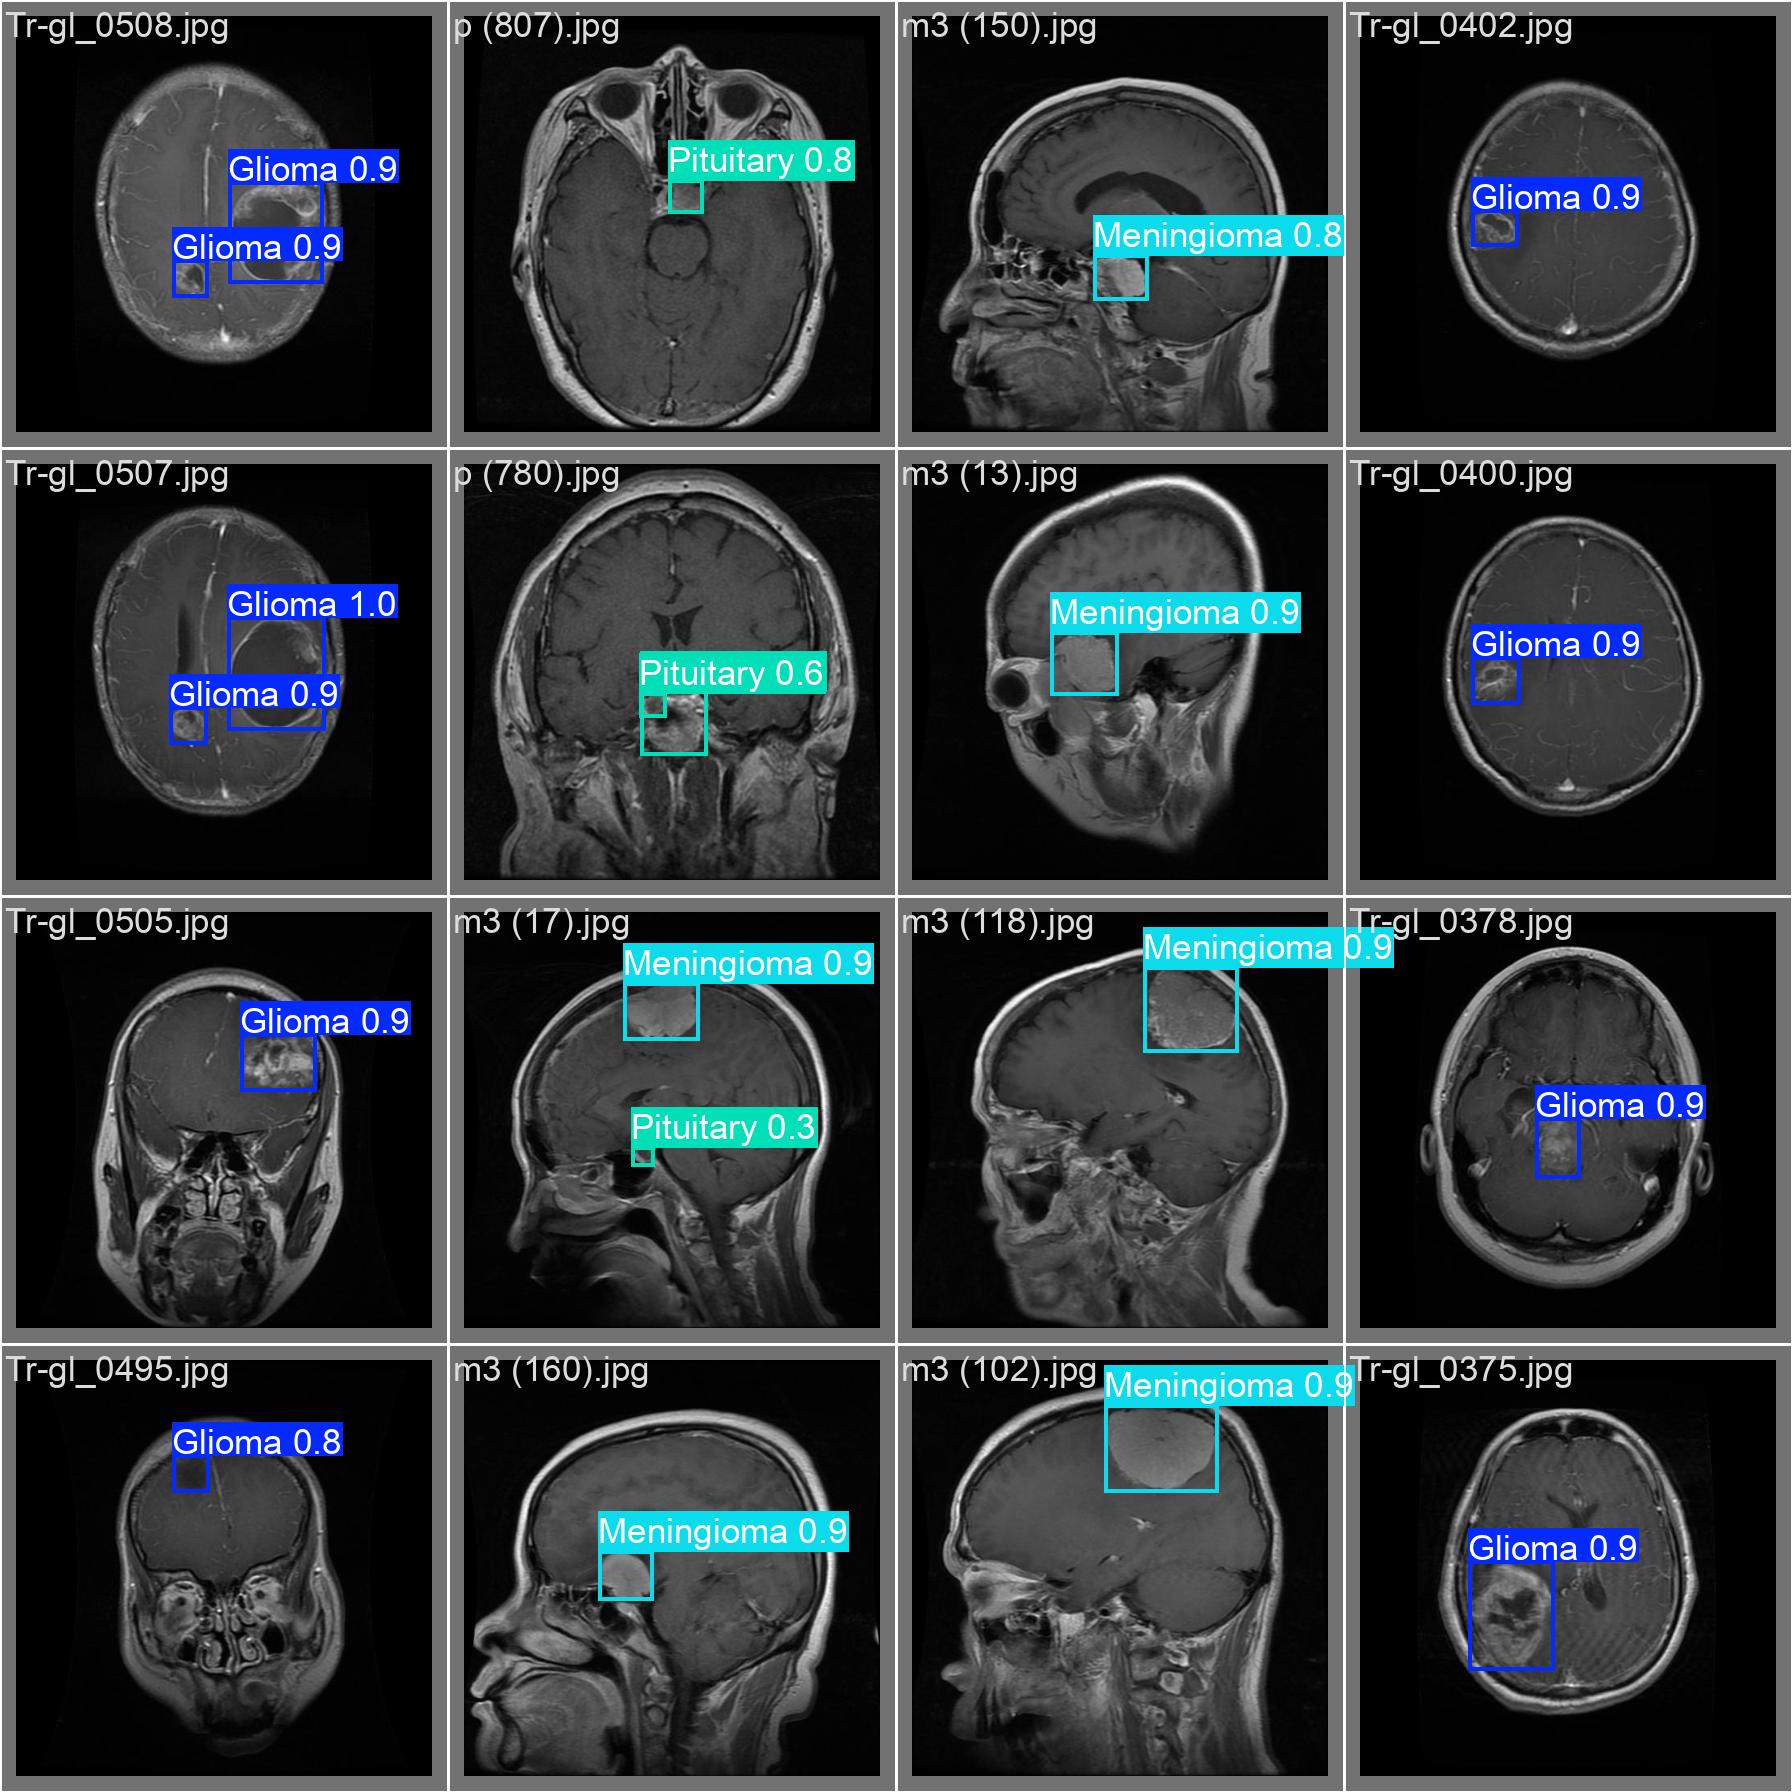 Tr-gl_0508.jpg
Glioma 0.9
Glioma 0.9
p (807).jpg
Pituitary 0.8
m3 (150).jpg
Meningioma 0.8
Tr-gl_0402.jpg
Glioma 0.9
Tr-gl_0507.jpg
Glioma 1.0
Glioma 0.9
p (780).jpg
Pituitary 0.6
m3 (13).jpg
Meningioma 0.9
Tr-gl_0400.jpg
Glioma 0.9
Tr-gl_0505.jpg
Glioma 0.9
m3 (17).jpg
Meningioma 0.9
Pituitary 0.3
m3 (118).jpg
Meningioma 0.9
Tr-gl_0378.jpg
Glioma 0.9
Tr-gl_0495.jpg
Glioma 0.8
m3 (160).jpg
Meningioma 0.9
m3 (102).jpg
Meningioma 0.9
Tr-gl_0375.jpg
Glioma 0.9